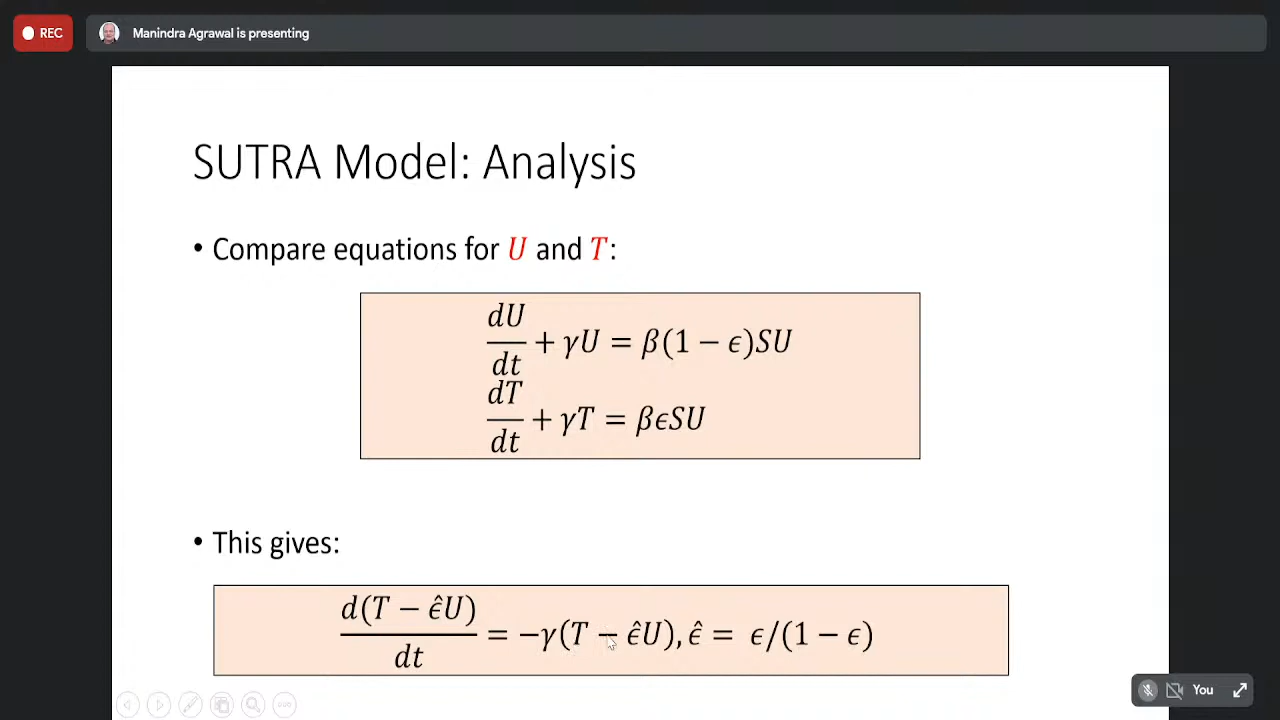 REC
Manindra Agrawal is presenting
SUTRA Model: Analysis
• Compare equations for U and T:
dU/dt + γU = β(1 − ϵ)SU
dT/dt + γT = βϵSU
• This gives:
d(T − ϵ̂U)/dt = −γ(T − ϵ̂U), ϵ̂ = ϵ/(1 − ϵ)
You